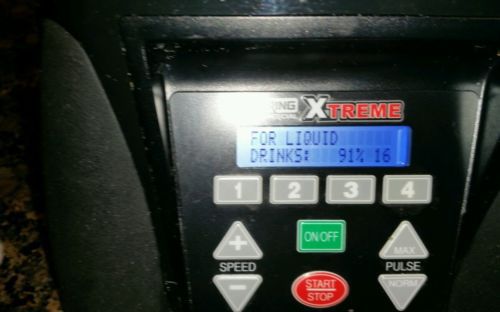 XTREME
FOR LIQUID
DRINKS: 91% 16
1 2 3 4
+ ON/OFF MAX
SPEED PULSE
- START/STOP NORM